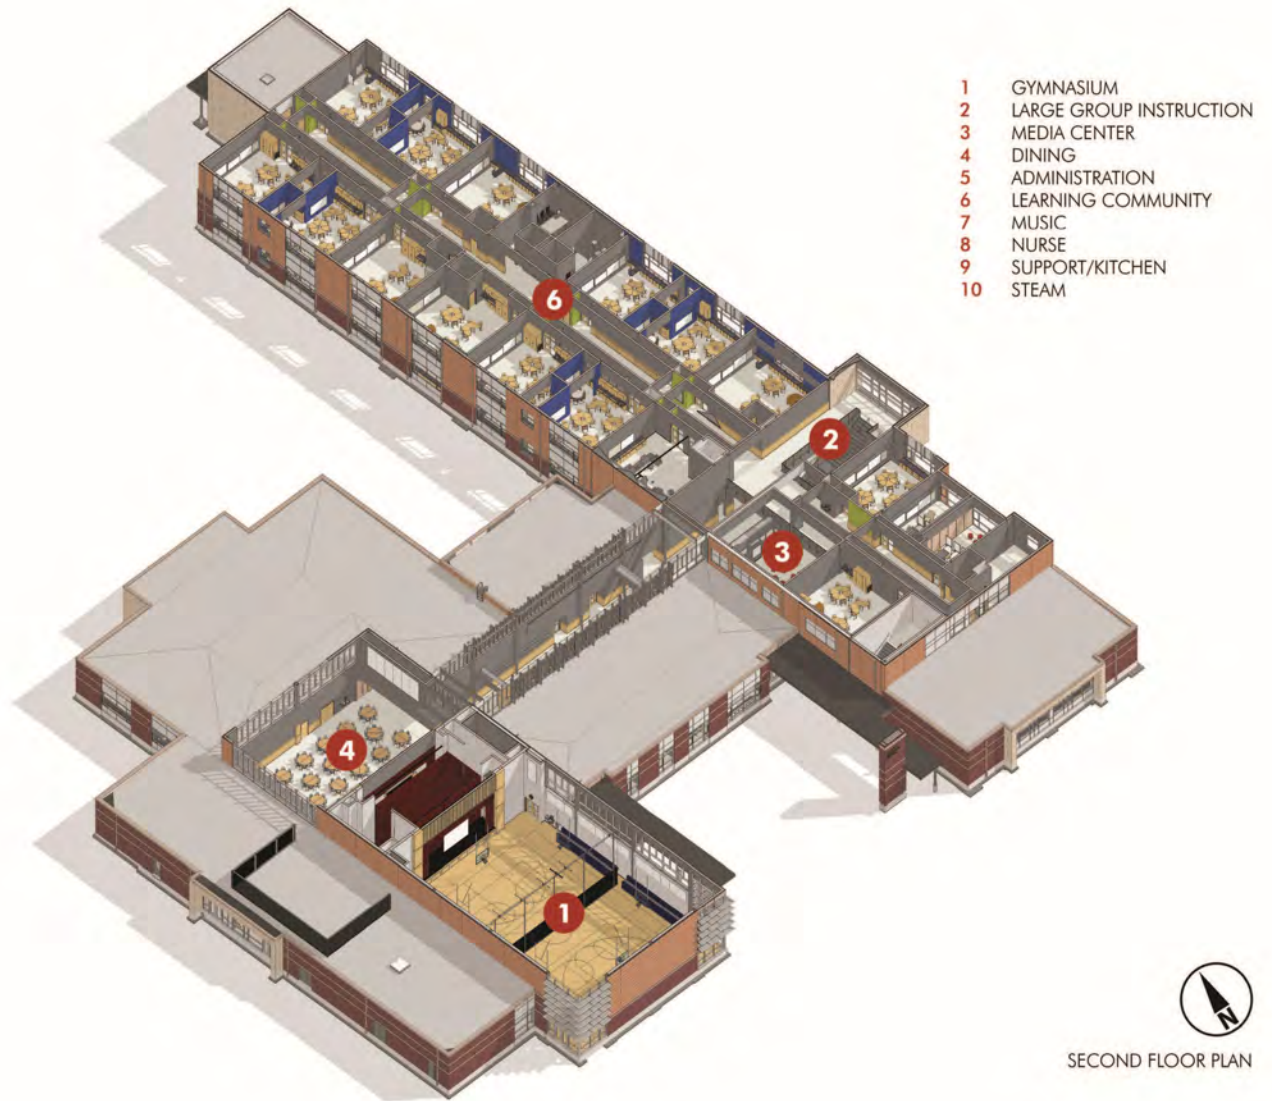 1 GYMNASIUM
2 LARGE GROUP INSTRUCTION
3 MEDIA CENTER
4 DINING
5 ADMINISTRATION
6 LEARNING COMMUNITY
7 MUSIC
8 NURSE
9 SUPPORT/KITCHEN
10 STEAM
6
2
3
4
1
N
SECOND FLOOR PLAN